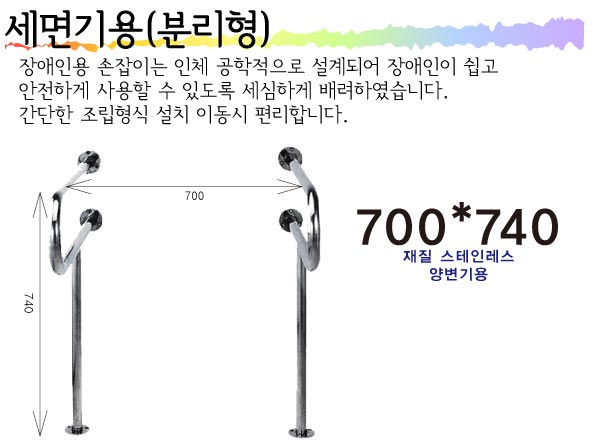 세면기용(분리형)
장애인용 손잡이는 인체 공학적으로 설계되어 장애인이 쉽고
안전하게 사용할 수 있도록 세심하게 배려하였습니다.
간단한 조립형식 설치 이동시 편리합니다.
700
700*740
재질 스테인레스
양변기용
740